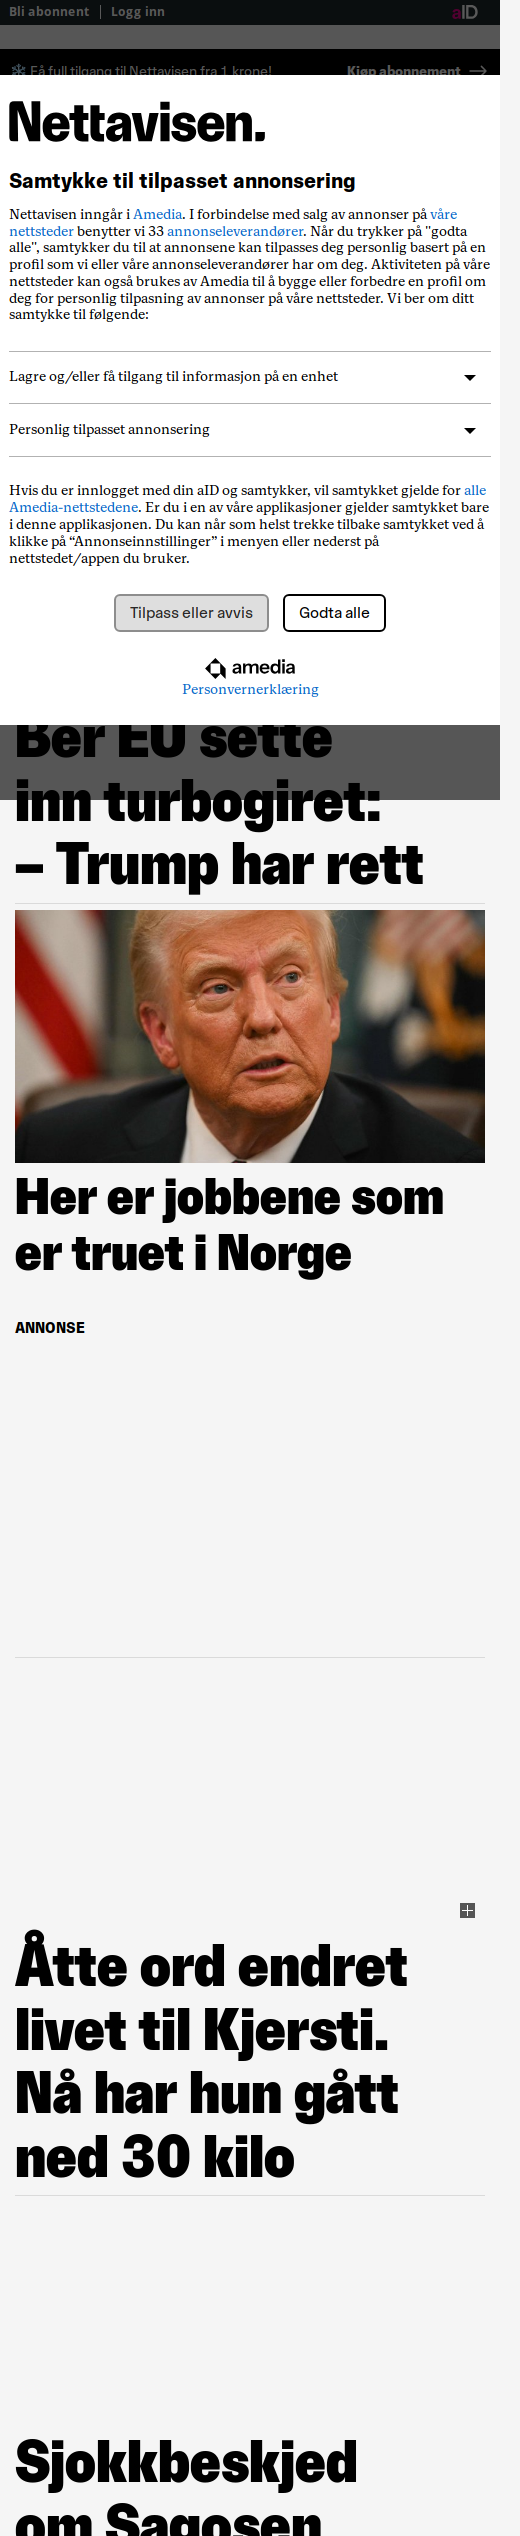 Bli abonnent | Logg inn
aID
Få full tilgang til Nettavisen fra 1 krone!
Kjøp abonnement
Nettavisen.
Samtykke til tilpasset annonsering
Nettavisen inngår i Amedia. I forbindelse med salg av annonser på våre
nettsteder benytter vi 33 annonseleverandører. Når du trykker på "godta
alle", samtykker du til at annonsene kan tilpasses deg personlig basert på en
profil som vi eller våre annonseleverandører har om deg. Aktiviteten på våre
nettsteder kan også brukes av Amedia til å bygge eller forbedre en profil om
deg for personlig tilpasning av annonser på våre nettsteder. Vi ber om ditt
samtykke til følgende:
Lagre og/eller få tilgang til informasjon på en enhet
Personlig tilpasset annonsering
Hvis du er innlogget med din aID og samtykker, vil samtykket gjelde for alle
Amedia-nettstedene. Er du i en av våre applikasjoner gjelder samtykket bare
i denne applikasjonen. Du kan når som helst trekke tilbake samtykket ved å
klikke på “Annonseinnstillinger” i menyen eller nederst på
nettstedet/appen du bruker.
Tilpass eller avvis
Godta alle
amedia
Personvernerklæring
Ber EU sette
inn turbogiret:
– Trump har rett
Her er jobbene som
er truet i Norge
ANNONSE
Åtte ord endret
livet til Kjersti.
Nå har hun gått
ned 30 kilo
Sjokkbeskjed
om Sagosen